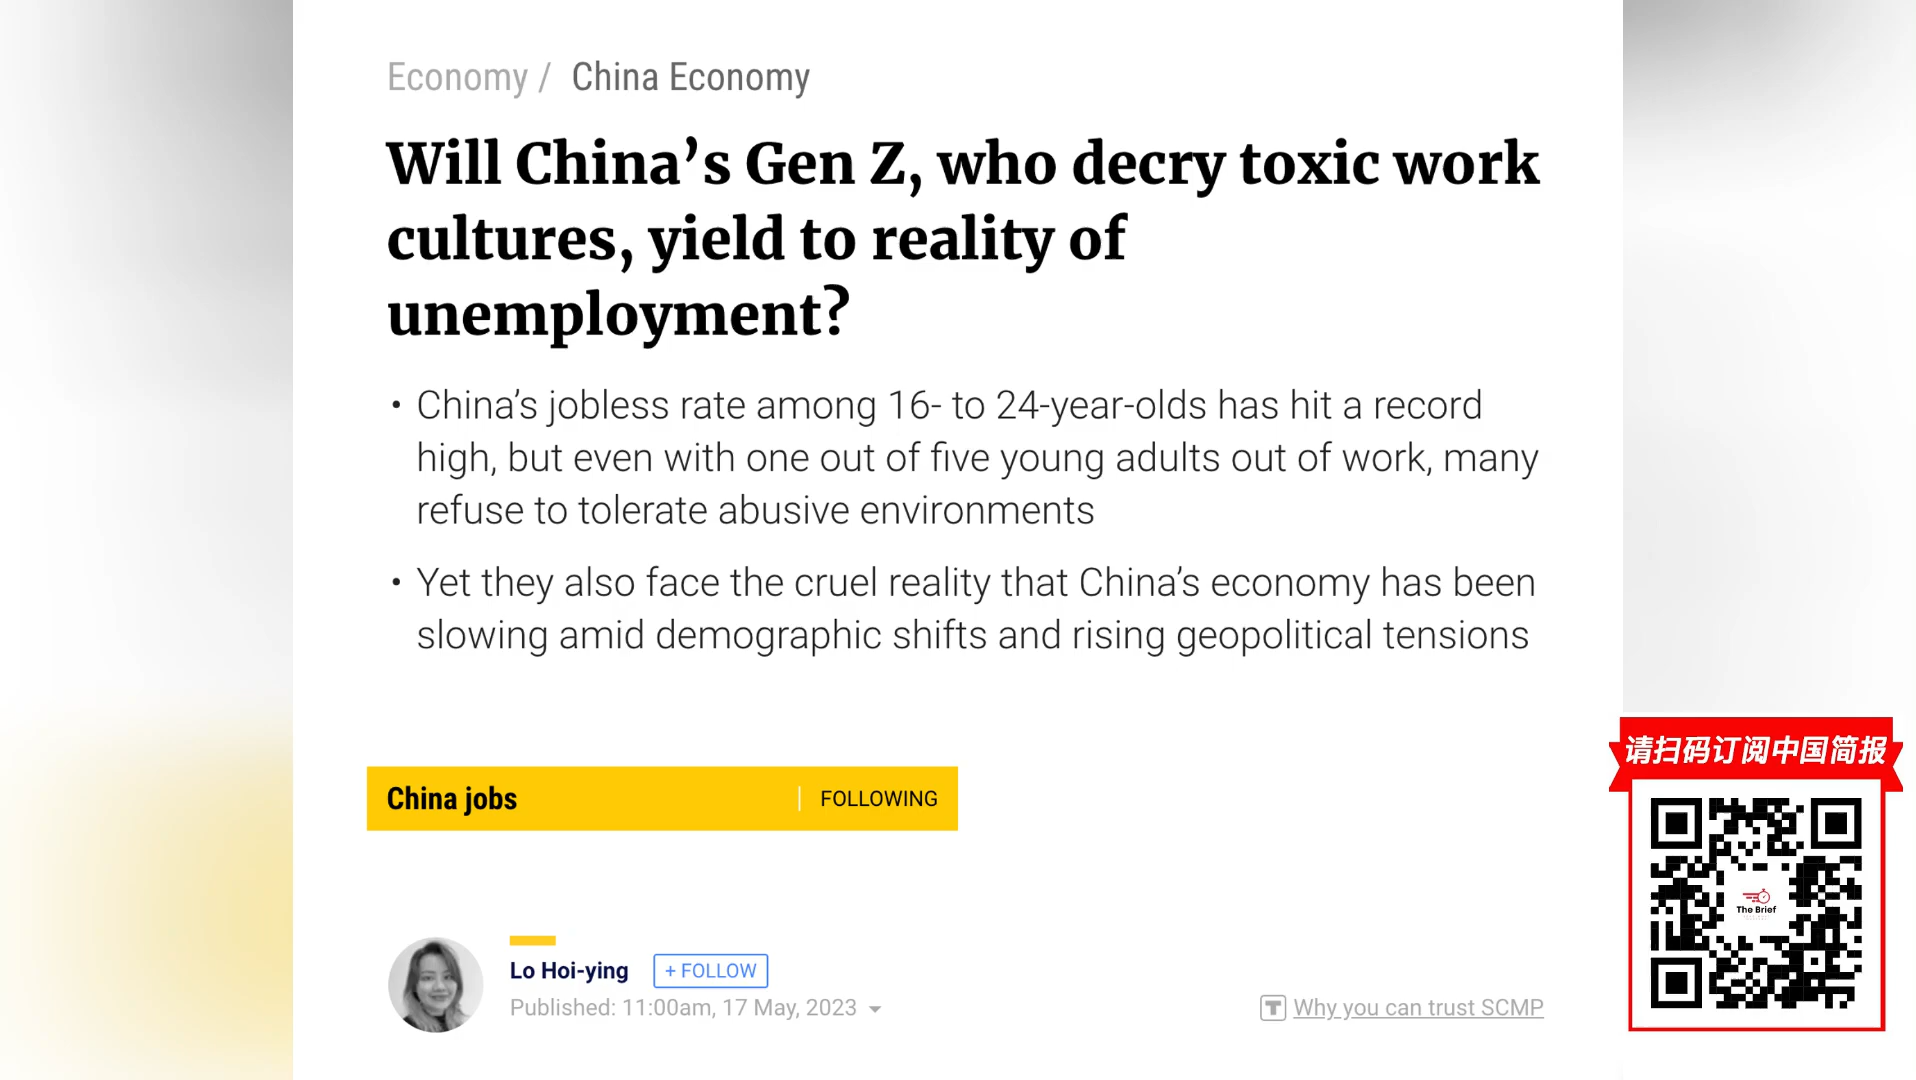 Economy / China Economy
Will China’s Gen Z, who decry toxic work
cultures, yield to reality of
unemployment?
• China’s jobless rate among 16- to 24-year-olds has hit a record
high, but even with one out of five young adults out of work, many
refuse to tolerate abusive environments
• Yet they also face the cruel reality that China’s economy has been
slowing amid demographic shifts and rising geopolitical tensions
China jobs | FOLLOWING
Lo Hoi-ying + FOLLOW
Published: 11:00am, 17 May, 2023
T Why you can trust SCMP
请扫码订阅中国简报
The Brief